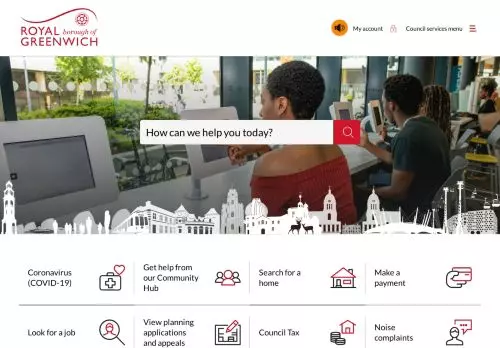 ROYAL borough of
GREENWICH
My account
Council services menu
How can we help you today?
Coronavirus
(COVID-19)
Get help from
our Community
Hub
Search for a
home
Make a
payment
Look for a job
View planning
applications
and appeals
Council Tax
Noise
complaints